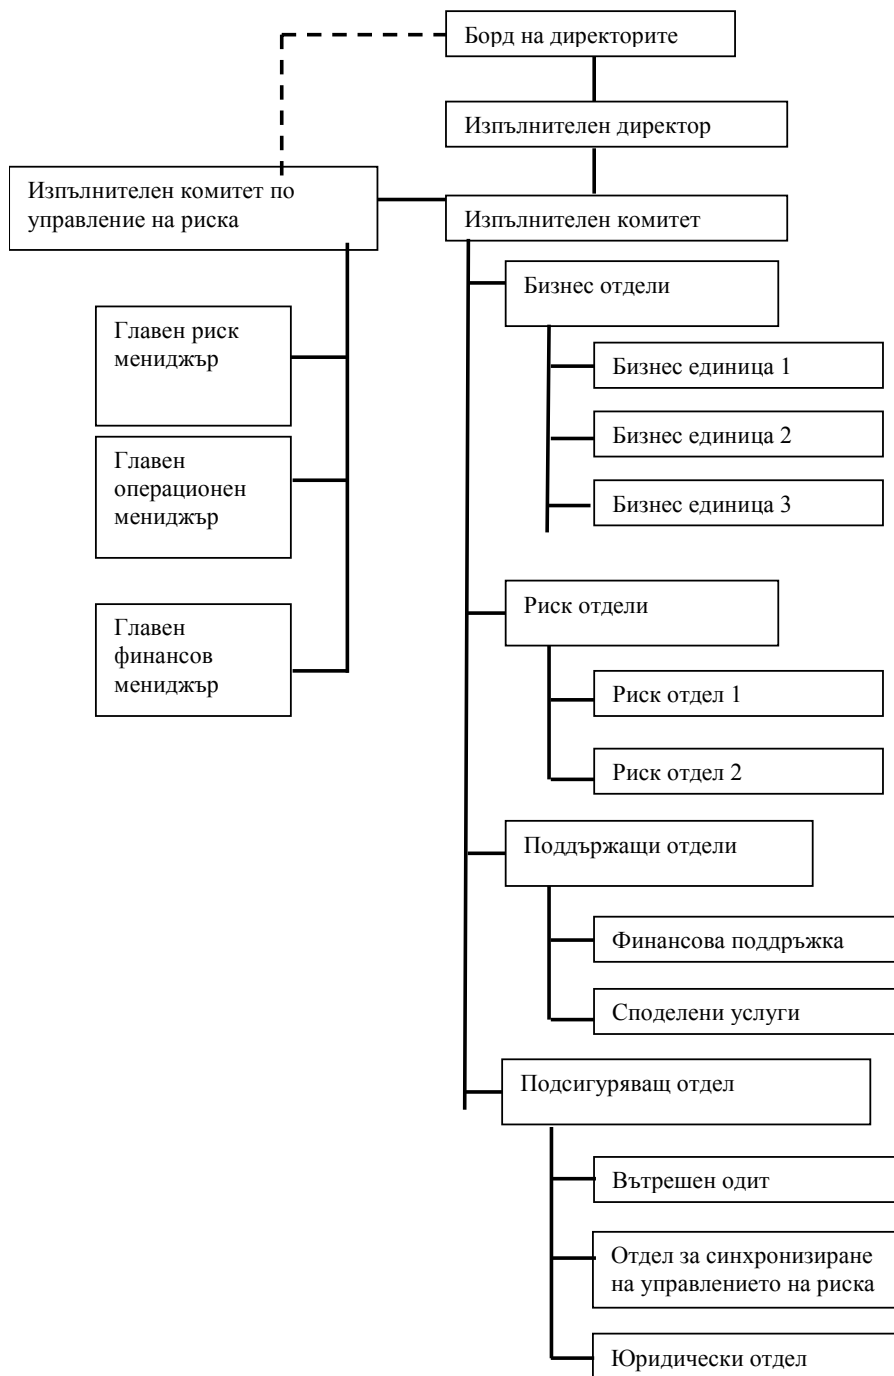 Борд на директорите
Изпълнителен директор
Изпълнителен комитет по
управление на риска
Изпълнителен комитет
Бизнес отдели
Главен риск
мениджър
Бизнес единица 1
Бизнес единица 2
Главен
операционен
мениджър
Бизнес единица 3
Риск отдели
Главен
финансов
мениджър
Риск отдел 1
Риск отдел 2
Поддържащи отдели
Финансова поддръжка
Споделени услуги
Подсигуряващ отдел
Вътрешен одит
Отдел за синхронизиране
на управлението на риска
Юридически отдел